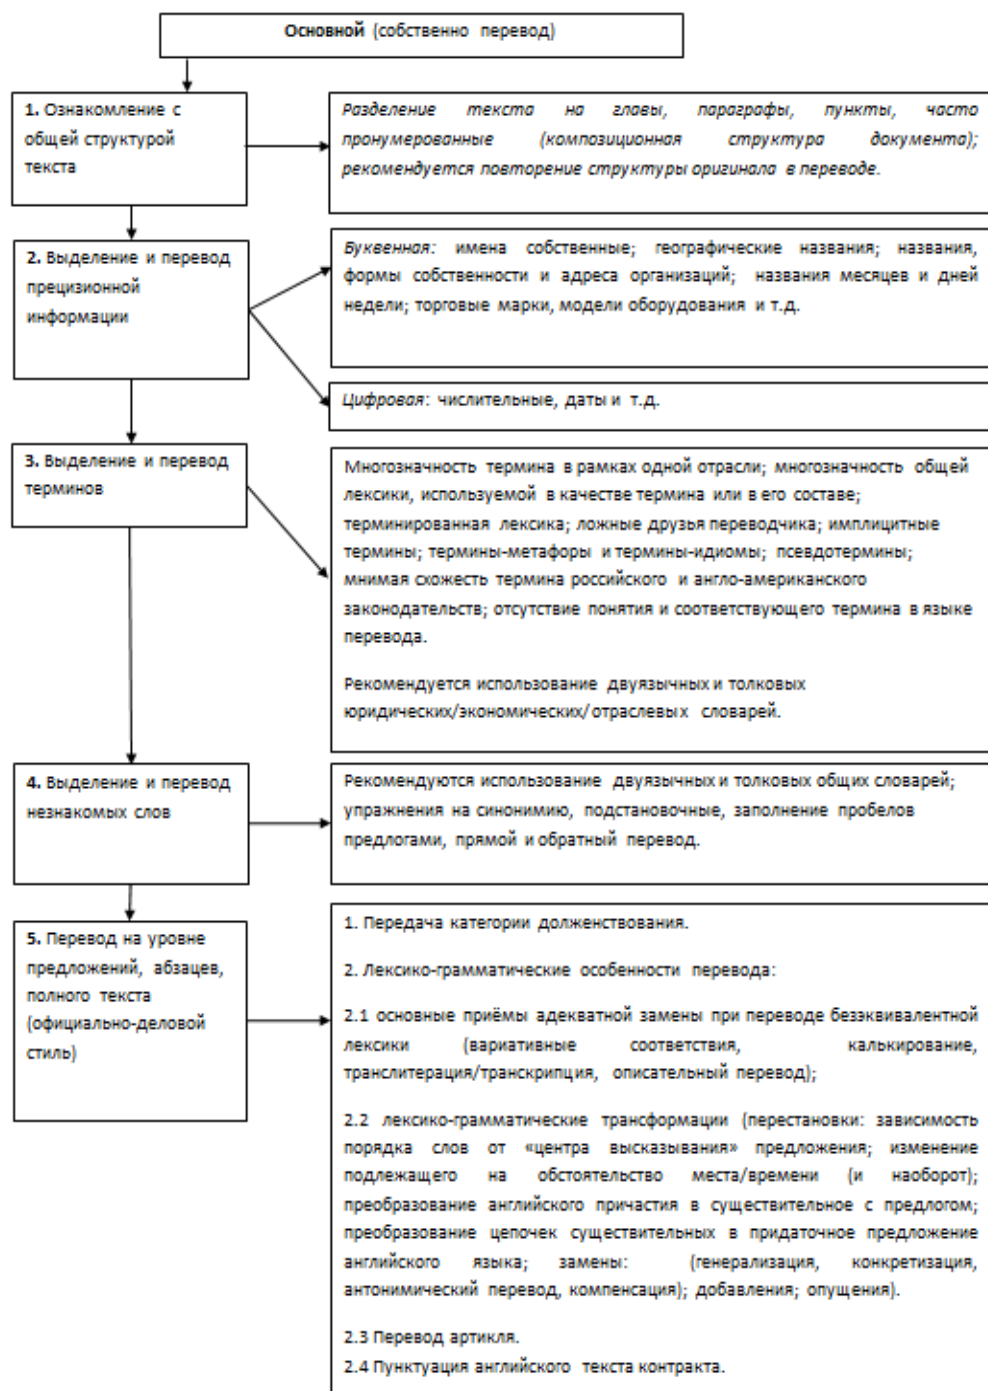 Основной (собственно перевод)
1. Ознакомление с
общей структурой
текста
Разделение текста на главы, параграфы, пункты, часто
пронумерованные (композиционная структура документа);
рекомендуется повторение структуры оригинала в переводе.
2. Выделение и перевод
прецизионной
информации
Буквенная: имена собственные; географические названия; названия,
формы собственности и адреса организаций; названия месяцев и дней
недели; торговые марки, модели оборудования и т.д.
Цифровая: числительные, даты и т.д.
3. Выделение и перевод
терминов
Многозначность термина в рамках одной отрасли; многозначность общей
лексики, используемой в качестве термина или в его составе;
терминированная лексика; ложные друзья переводчика; имплицитные
термины; термины-метафоры и термины-идиомы; псевдотермины;
мнимая схожесть термина российского и англо-американского
законодательств; отсутствие понятия и соответствующего термина в языке
перевода.
Рекомендуется использование двуязычных и толковых
юридических/экономических/отраслевых словарей.
4. Выделение и перевод
незнакомых слов
Рекомендуются использование двуязычных и толковых общих словарей;
упражнения на синонимию, подстановочные, заполнение пробелов
предлогами, прямой и обратный перевод.
5. Перевод на уровне
предложений, абзацев,
полного текста
(официально-деловой
стиль)
1. Передача категории долженствования.
2. Лексико-грамматические особенности перевода:
2.1 основные приёмы адекватной замены при переводе безэквивалентной
лексики (вариативные соответствия, калькирование,
транслитерация/транскрипция, описательный перевод);
2.2 лексико-грамматические трансформации (перестановки: зависимость
порядка слов от «центра высказывания» предложения; изменение
подлежащего на обстоятельство места/времени (и наоборот);
преобразование английского причастия в существительное с предлогом;
преобразование цепочек существительных в придаточное предложение
английского языка; замены: (генерализация, конкретизация,
антонимический перевод, компенсация); добавления; опущения).
2.3 Перевод артикля.
2.4 Пунктуация английского текста контракта.